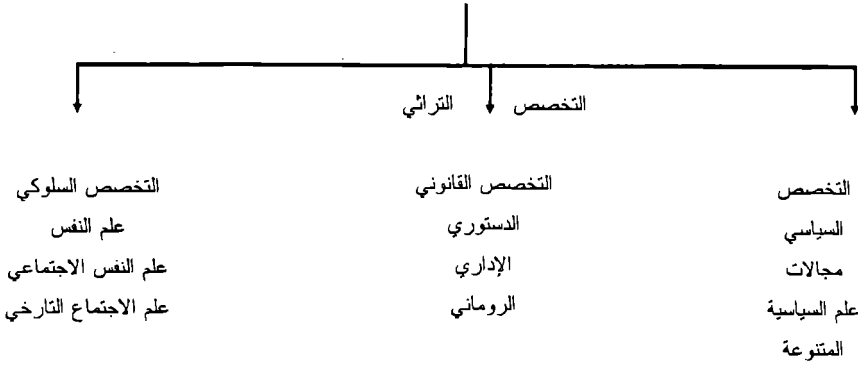 التخصص التراثي
التخصص
السياسي
مجالات
علم السياسية
المتنوعة
التخصص القانوني
الدستوري
الإداري
الروماني
التخصص السلوكي
علم النفس
علم النفس الاجتماعي
علم الاجتماع التارخي